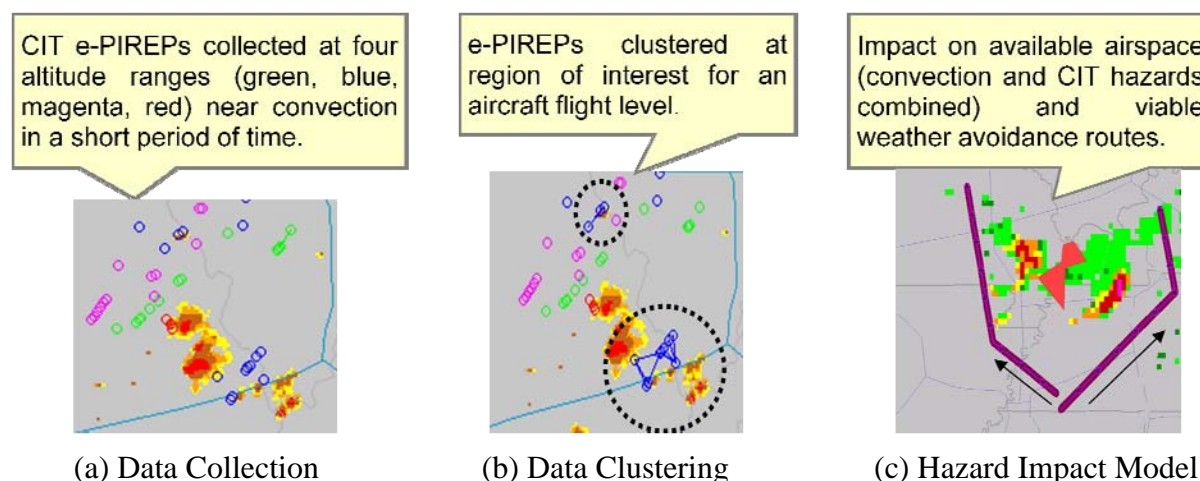 CIT e-PIREPs collected at four
altitude ranges (green, blue,
magenta, red) near convection
in a short period of time.
e-PIREPs clustered at
region of interest for an
aircraft flight level.
Impact on available airspace
(convection and CIT hazards
combined) and viable
weather avoidance routes.
(a) Data Collection
(b) Data Clustering
(c) Hazard Impact Model